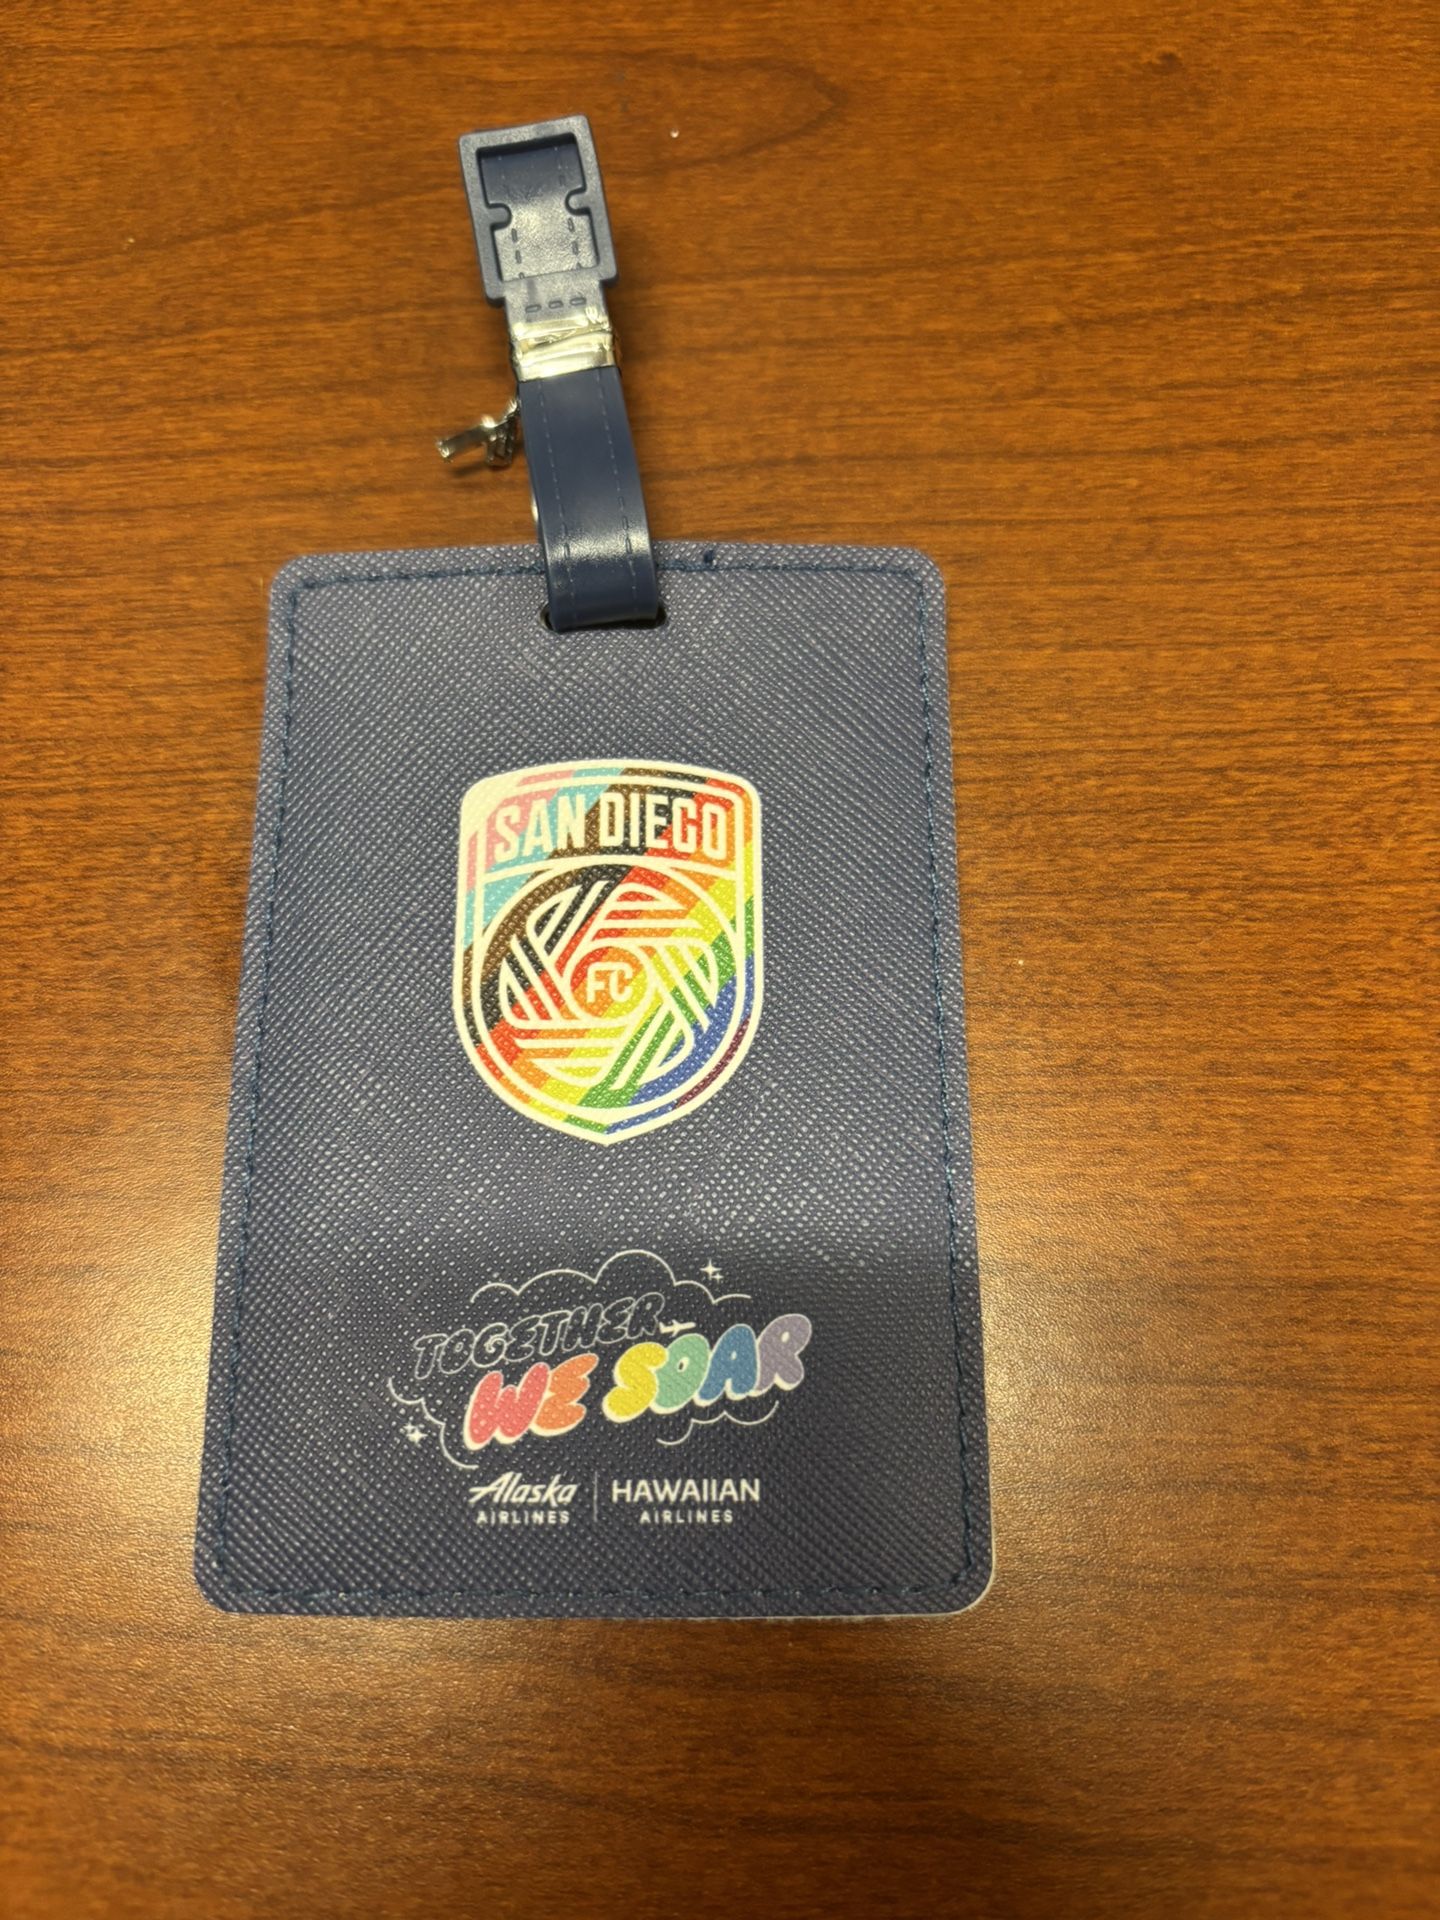 SAN DIEGO
FC
TOGETHER
WE SOAR
Alaska HAWAIIAN
AIRLINES AIRLINES